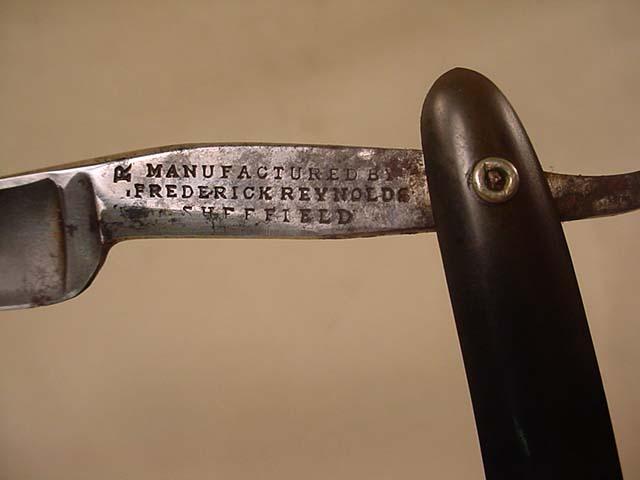 R
MANUFACTURED BY
FREDERICK REYNOLDS
SHEFFIELD